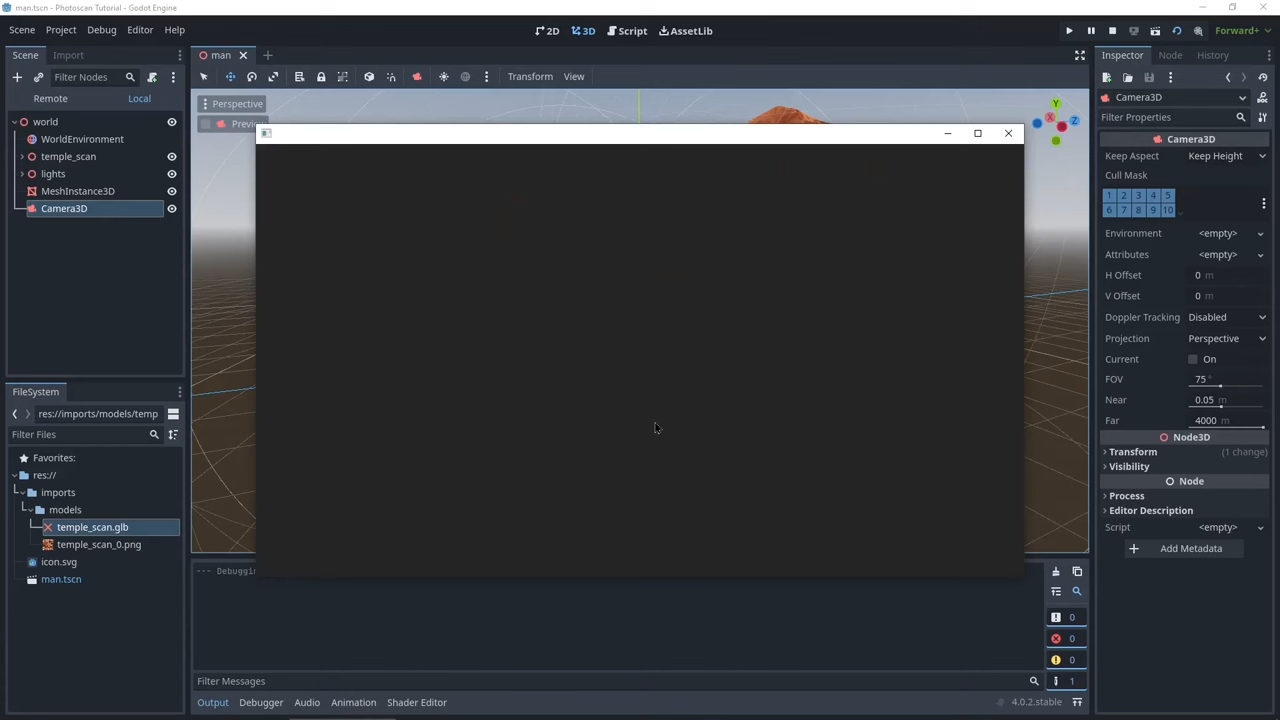 man.tscn - Photoscan Tutorial - Godot Engine
Scene Project Debug Editor Help
2D 3D Script AssetLib
Forward+
Scene Import
man
Inspector Node History
Filter Nodes
Transform View
Remote Local
Perspective
world
WorldEnvironment
temple_scan
lights
MeshInstance3D
Camera3D
Y
X
Z
Camera3D
Filter Properties
Camera3D
Keep Aspect Keep Height
Cull Mask
1 2 3 4 5
6 7 8 9 10
Environment <empty>
Attributes <empty>
H Offset 0 m
V Offset 0 m
Doppler Tracking Disabled
Projection Perspective
Current On
FOV 75 °
Near 0.05 m
Far 4000 m
Node3D
Transform (1 change)
Visibility
Node
Process
Editor Description
Script <empty>
Add Metadata
FileSystem
res://imports/models/temp
Filter Files
Favorites:
res://
imports
models
temple_scan.glb
temple_scan_0.png
icon.svg
man.tscn
0
0
0
1
Filter Messages
Output Debugger Audio Animation Shader Editor
4.0.2.stable